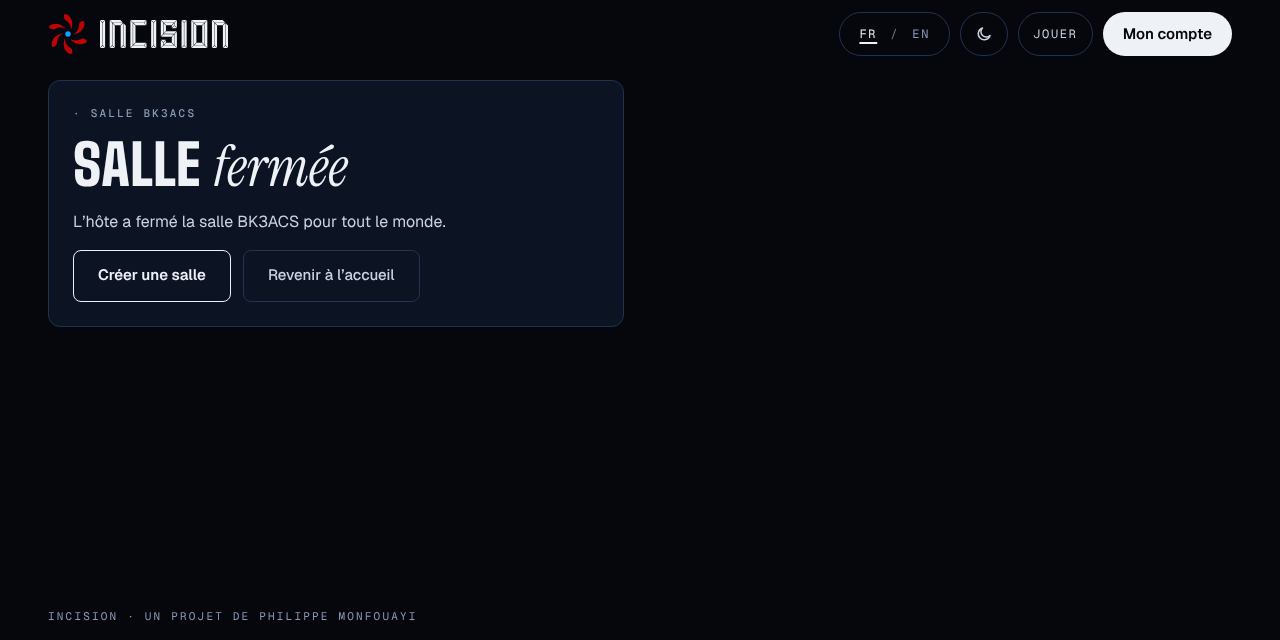 INCISION
FR / EN
JOUER
Mon compte
· SALLE BK3ACS
SALLE fermée
L’hôte a fermé la salle BK3ACS pour tout le monde.
Créer une salle
Revenir à l’accueil
INCISION · UN PROJET DE PHILIPPE MONFOUAYI